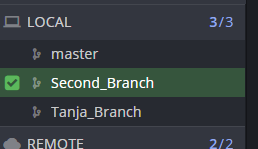 LOCAL 3/3
master
Second_Branch
Tanja_Branch
REMOTE 2/2